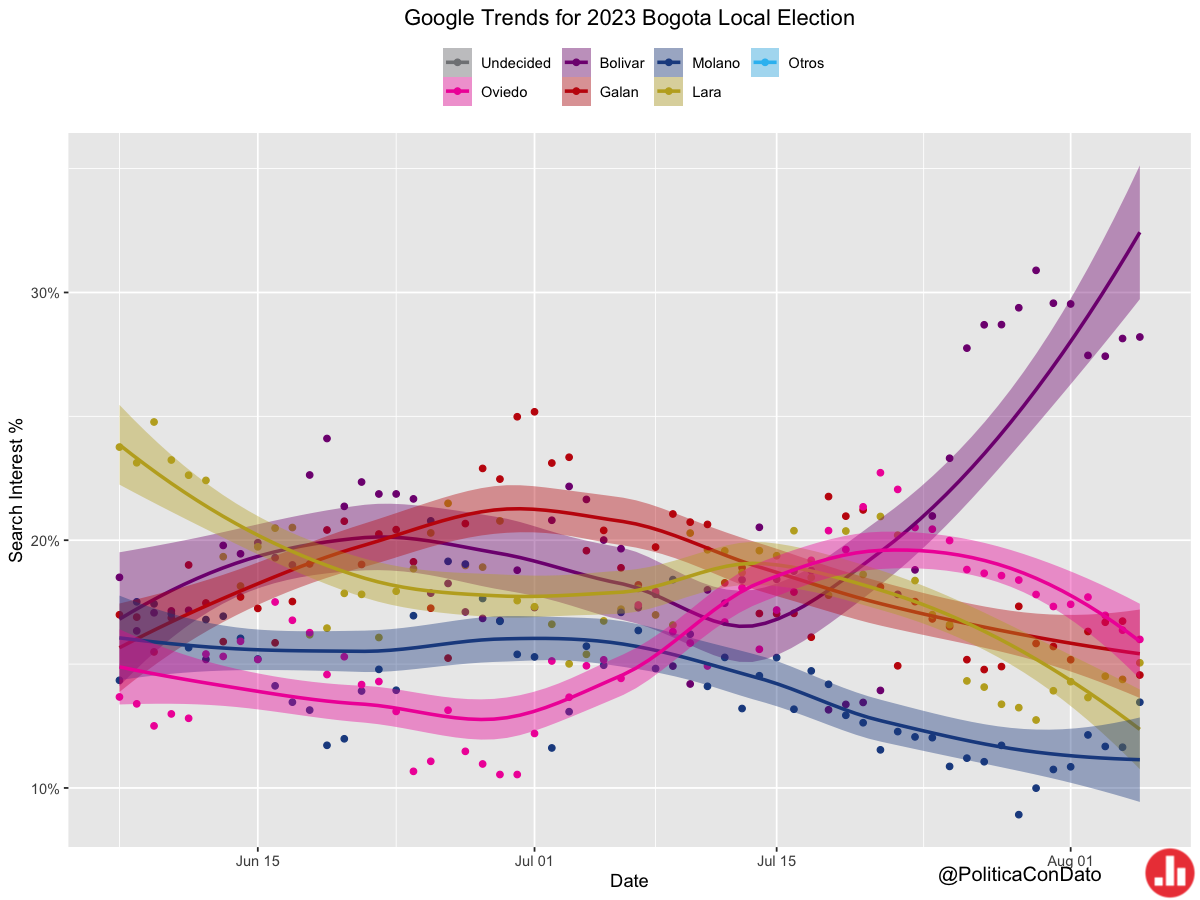 Google Trends for 2023 Bogota Local Election
Undecided Bolivar Molano Otros
Oviedo Galan Lara
Search Interest %
30%
20%
10%
Jun 15 Jul 01 Jul 15 Aug 01
Date
@PoliticaConDato